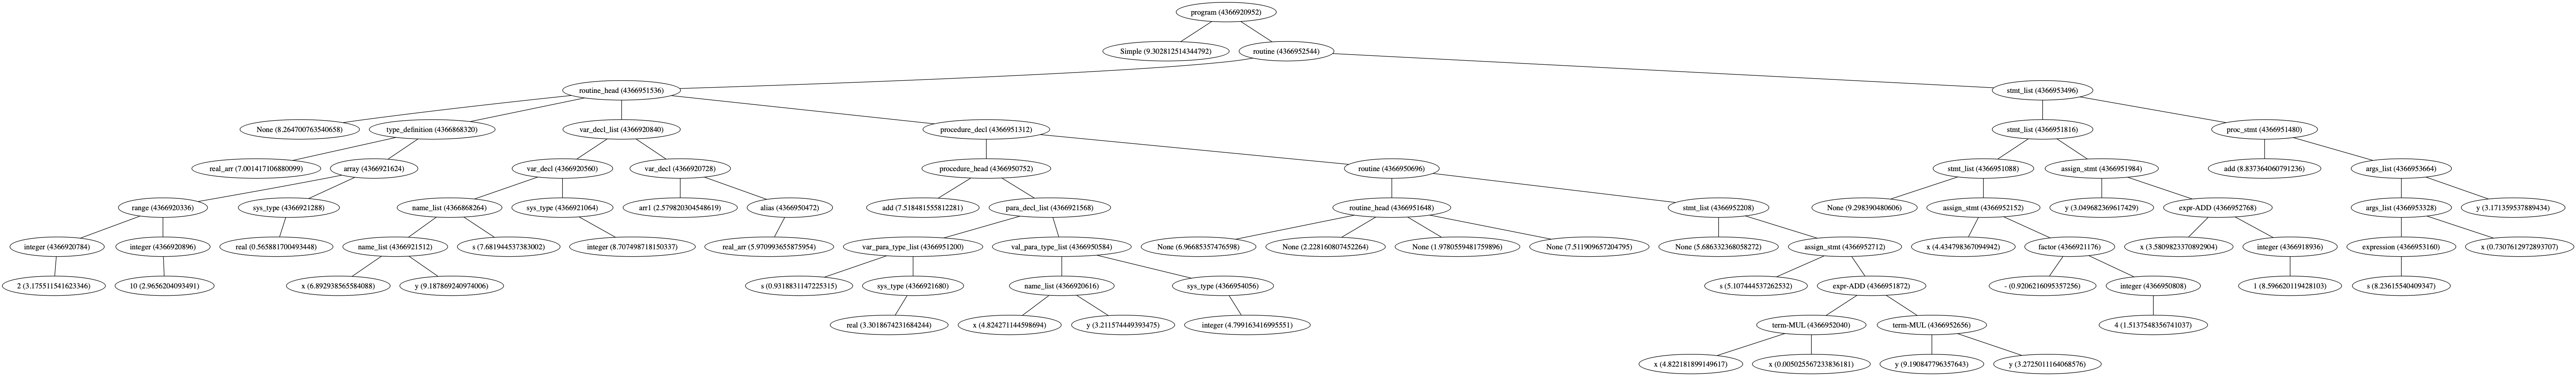 program (4366920952)
Simple (9.302812514344792) routine (4366952544)
routine_head (4366951536) stmt_list (4366953496)
None (8.264700763540658) type_definition (4366868320) var_decl_list (4366920840) procedure_decl (4366951312) stmt_list (4366951816) proc_stmt (4366951480)
real_arr (7.001417106880099) array (4366921624) var_decl (4366920560) var_decl (4366920728) procedure_head (4366950752) routine (4366950696) stmt_list (4366951088) assign_stmt (4366951984) add (8.837364060791236) args_list (4366953664)
range (4366920336) sys_type (4366921288) name_list (4366868264) sys_type (4366921064) arr1 (2.579820304548619) alias (4366950472) add (7.518481555812281) para_decl_list (4366921568) routine_head (4366951648) stmt_list (4366952208) None (9.298390480606) assign_stmt (4366952152) y (3.049682369617429) expr-ADD (4366952768) args_list (4366953328) y (3.171359537889434)
integer (4366920784) integer (4366920896) real (0.565881700493448) name_list (4366921512) s (7.681944537383002) integer (8.707498718150337) real_arr (5.970993655875954) var_para_type_list (4366951200) val_para_type_list (4366950584) None (6.96685357476598) None (2.228160807452264) None (1.9780559481759896) None (7.511909657204795) None (5.686332368058272) assign_stmt (4366952712) x (4.434798367094942) factor (4366921176) x (3.5809823370892904) integer (4366918936) expression (4366953160) x (0.7307612972893707)
2 (3.175511541623346) 10 (2.9656204093491) x (6.892938565584088) y (9.187869240974006) s (0.9318831147225315) sys_type (4366921680) name_list (4366920616) sys_type (4366954056) s (5.107444537262532) expr-ADD (4366951872) - (0.9206216095357256) integer (4366950808) 1 (8.596620119428103) s (8.23615540409347)
real (3.3018674231684244) x (4.824271144598694) y (3.211574449393475) integer (4.799163416995551) term-MUL (4366952040) term-MUL (4366952656) 4 (1.5137548356741037)
x (4.822181899149617) x (0.005025567233836181) y (9.190847796357643) y (3.2725011164068576)